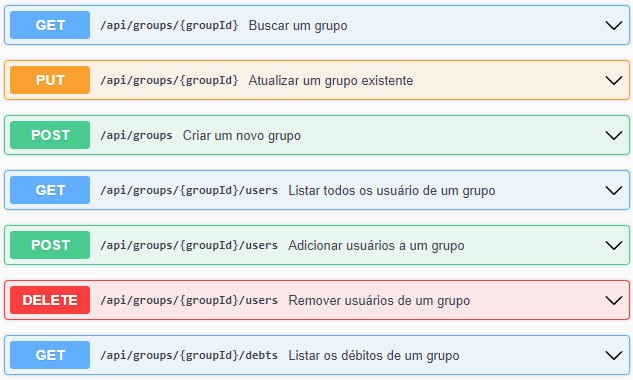 GET /api/groups/{groupId} Buscar um grupo
PUT /api/groups/{groupId} Atualizar um grupo existente
POST /api/groups Criar um novo grupo
GET /api/groups/{groupId}/users Listar todos os usuário de um grupo
POST /api/groups/{groupId}/users Adicionar usuários a um grupo
DELETE /api/groups/{groupId}/users Remover usuários de um grupo
GET /api/groups/{groupId}/debts Listar os débitos de um grupo